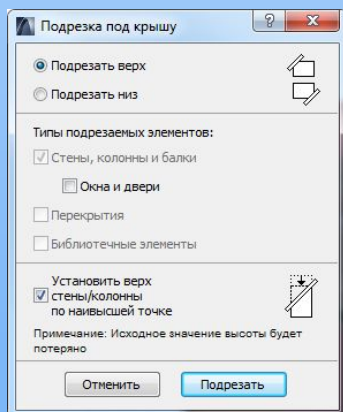 Подрезка под крышу
Подрезать верх
Подрезать низ
Типы подрезаемых элементов:
Стены, колонны и балки
Окна и двери
Перекрытия
Библиотечные элементы
Установить верх
стены/колонны
по наивысшей точке
Примечание: Исходное значение высоты будет
потеряно
Отменить
Подрезать